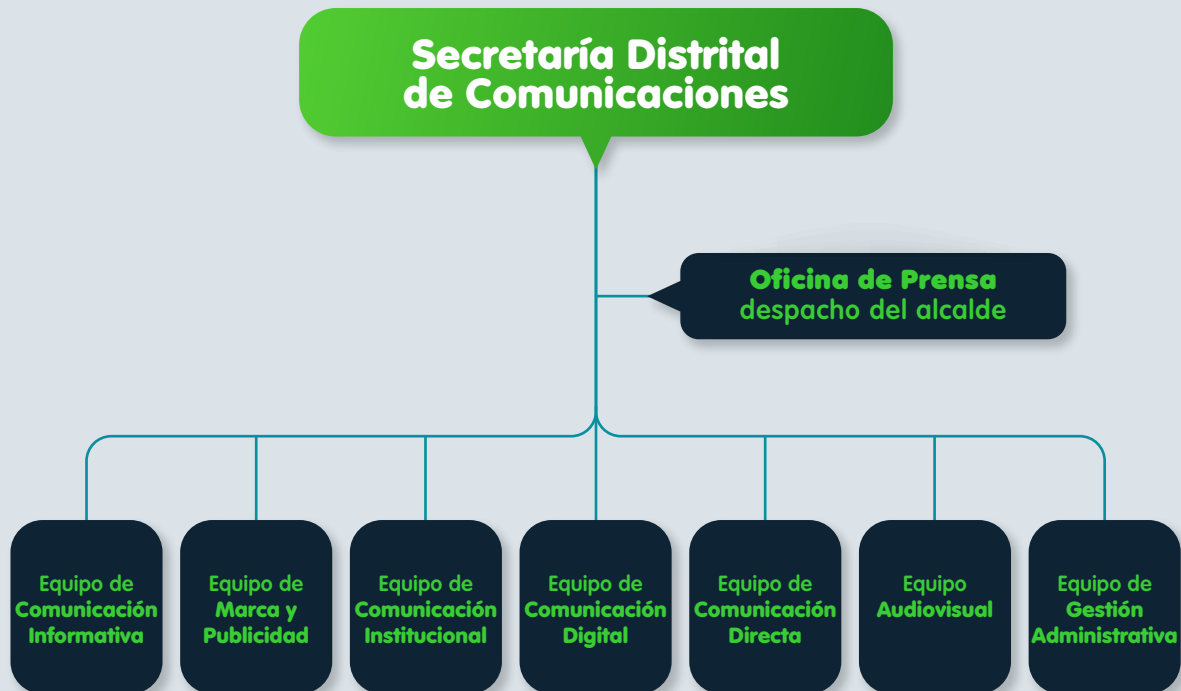 Secretaría Distrital
de Comunicaciones
Oficina de Prensa
despacho del alcalde
Equipo de
Comunicación
Informativa
Equipo de
Marca y
Publicidad
Equipo de
Comunicación
Institucional
Equipo de
Comunicación
Digital
Equipo de
Comunicación
Directa
Equipo
Audiovisual
Equipo de
Gestión
Administrativa